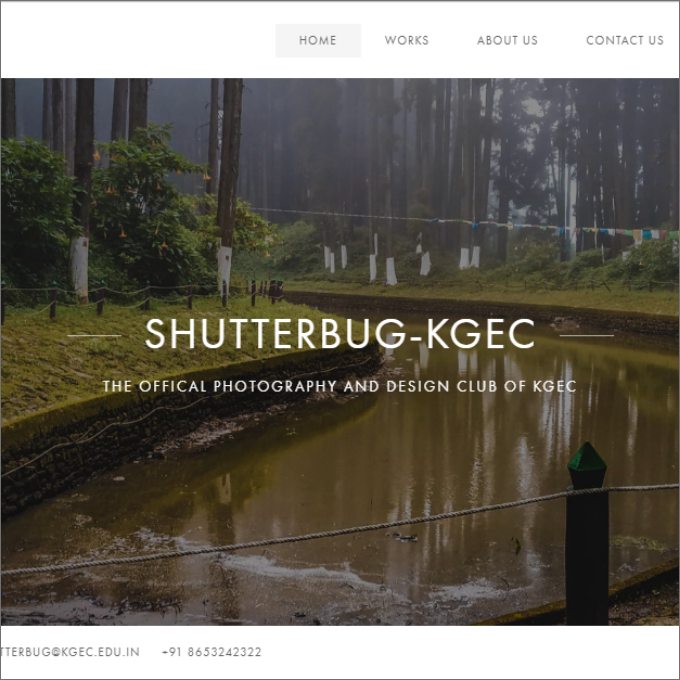 HOME WORKS ABOUT US CONTACT US
SHUTTERBUG-KGEC
THE OFFICAL PHOTOGRAPHY AND DESIGN CLUB OF KGEC
TTERBUG@KGEC.EDU.IN +91 8653242322